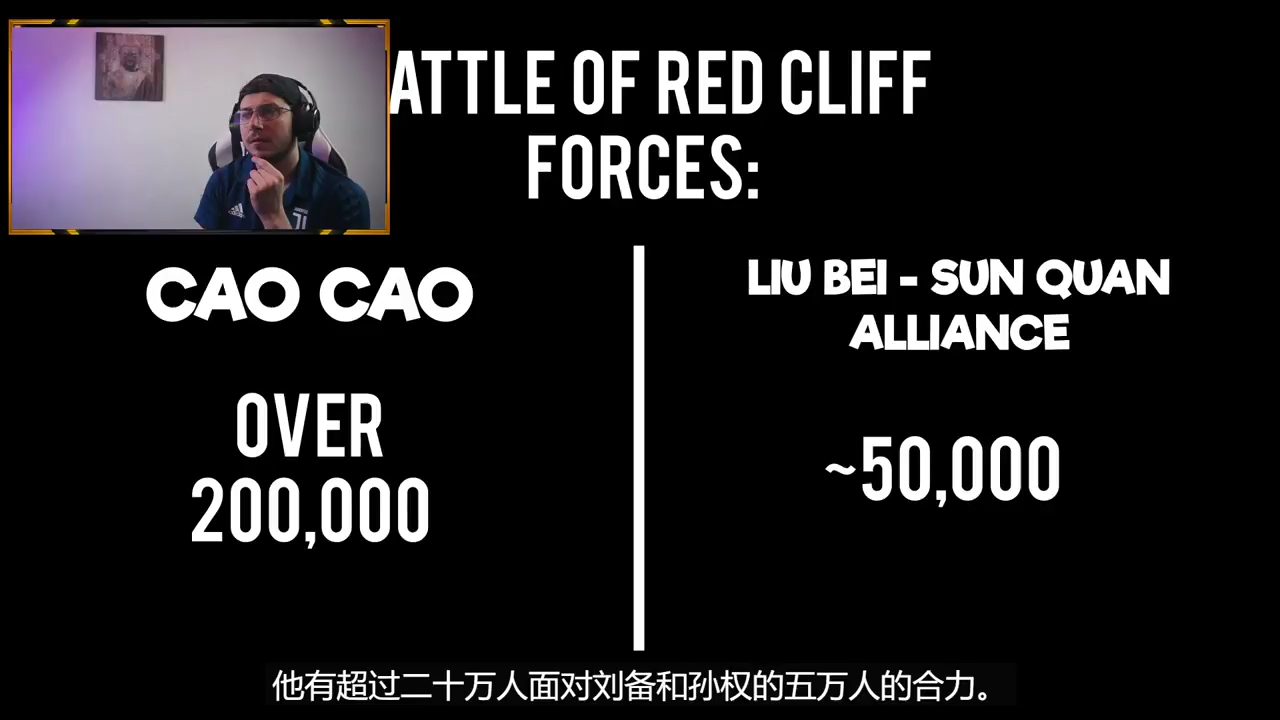 ATTLE OF RED CLIFF
FORCES:
CAO CAO
LIU BEI - SUN QUAN
ALLIANCE
OVER
200,000
~50,000
他有超过二十万人面对刘备和孙权的五万人的合力。